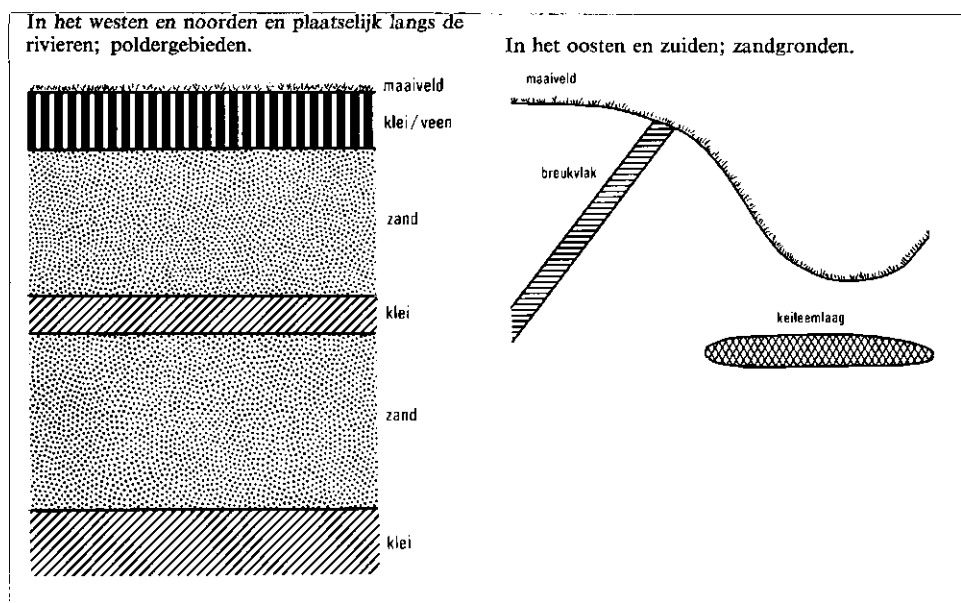 In het westen en noorden en plaatselijk langs de
rivieren; poldergebieden.
maaiveld
klei/veen
zand
klei
zand
klei
In het oosten en zuiden; zandgronden.
maaiveld
breukvlak
keileemlaag